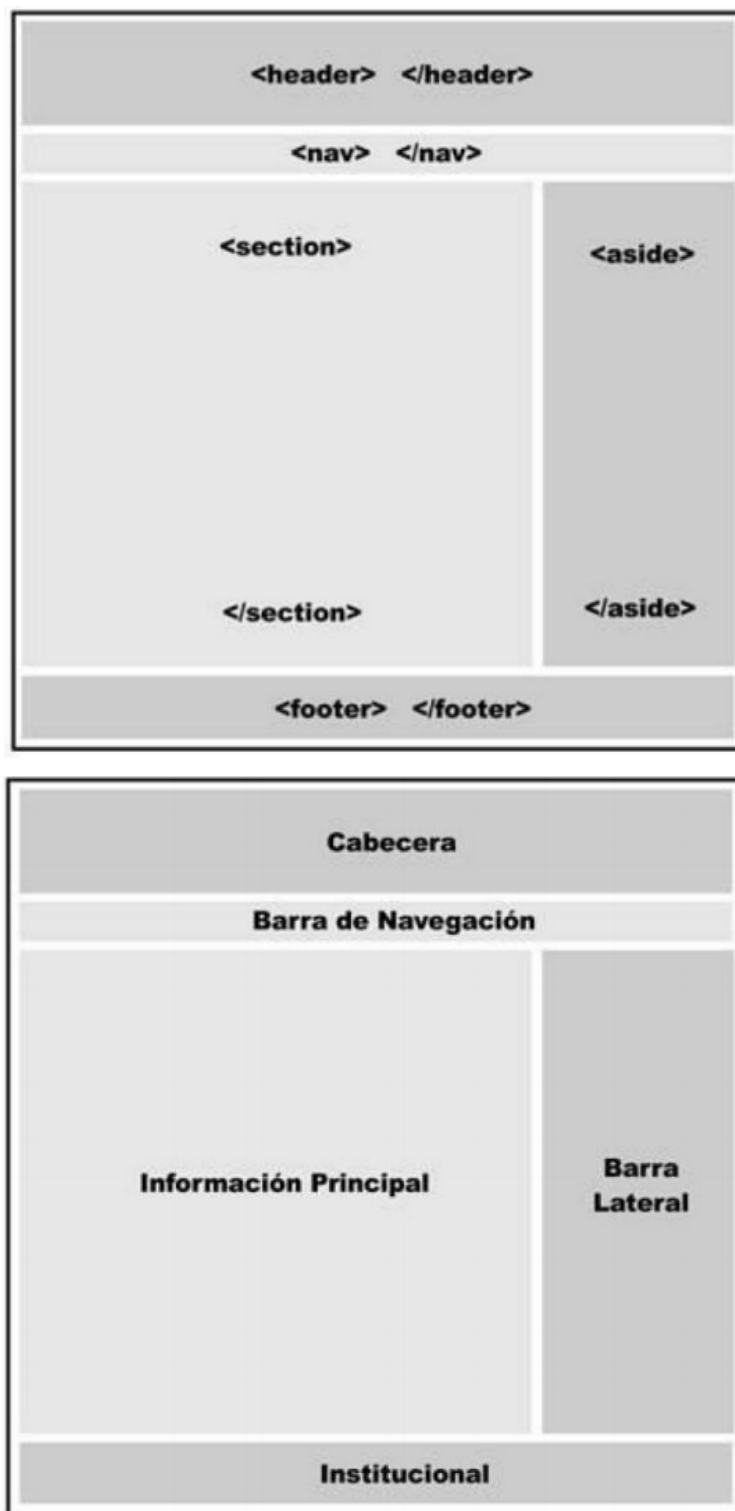 <header> </header>
<nav> </nav>
<section>
<aside>
</section>
</aside>
<footer> </footer>
Cabecera
Barra de Navegación
Información Principal
Barra
Lateral
Institucional